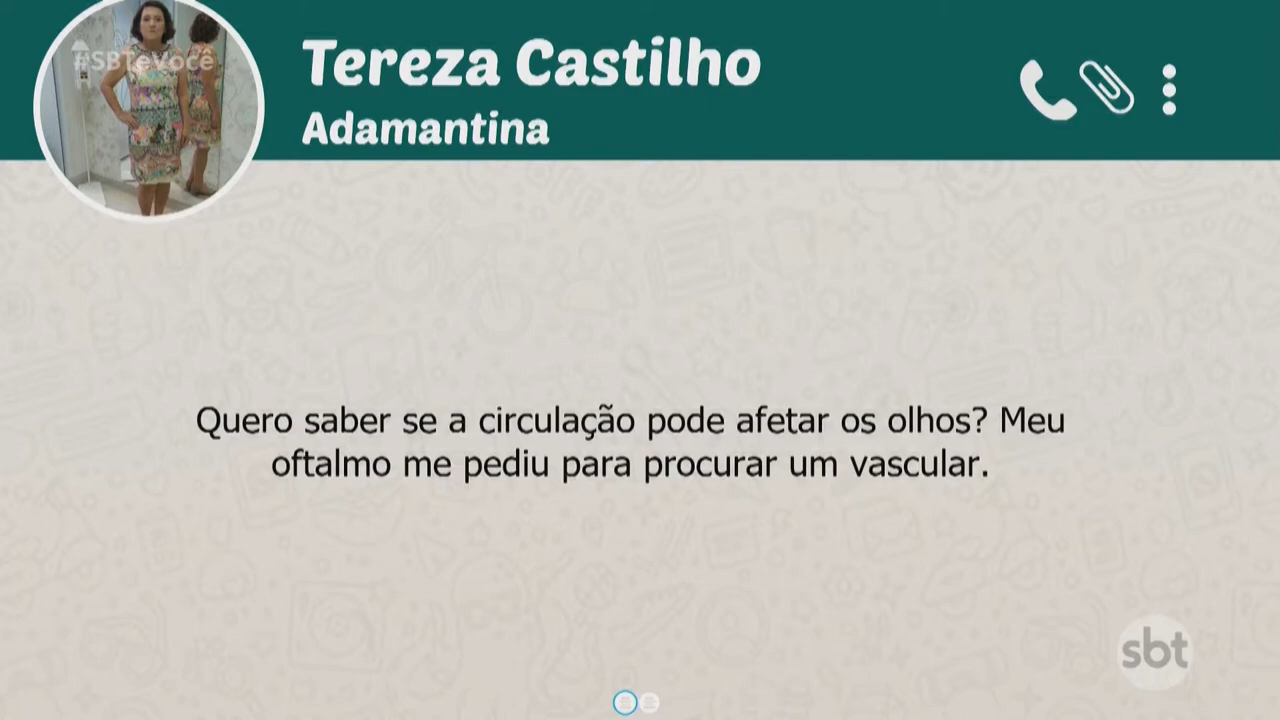 #SBTeVocê
Tereza Castilho
Adamantina
Quero saber se a circulação pode afetar os olhos? Meu
oftalmo me pediu para procurar um vascular.
sbt